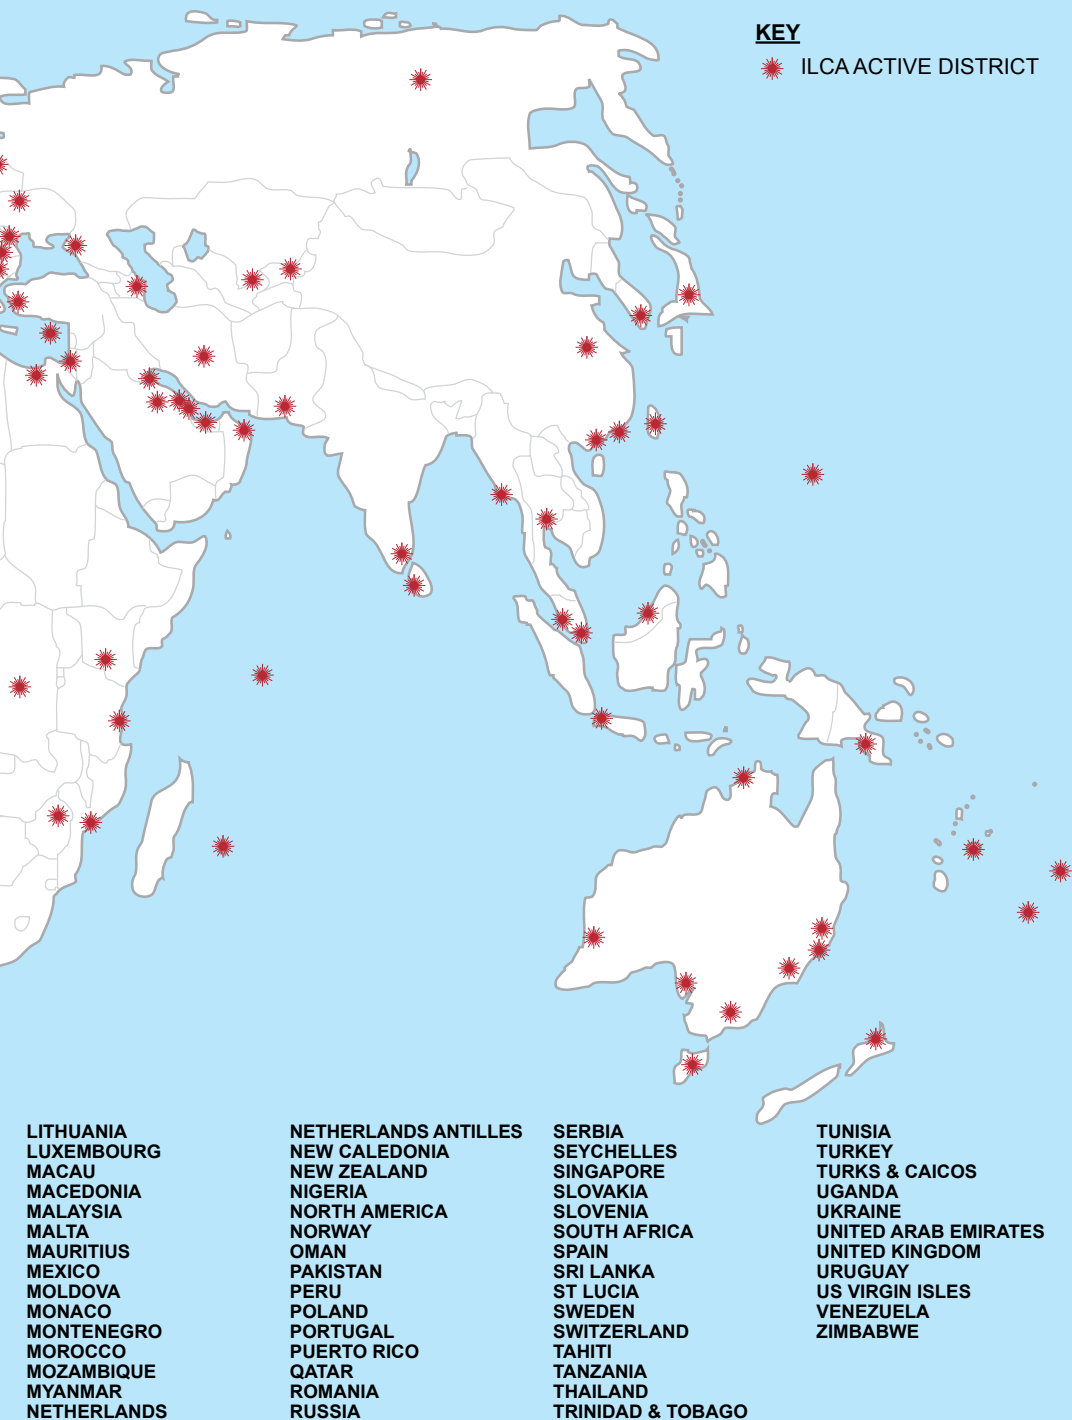 KEY
ILCA ACTIVE DISTRICT
LITHUANIA
LUXEMBOURG
MACAU
MACEDONIA
MALAYSIA
MALTA
MAURITIUS
MEXICO
MOLDOVA
MONACO
MONTENEGRO
MOROCCO
MOZAMBIQUE
MYANMAR
NETHERLANDS
NETHERLANDS ANTILLES
NEW CALEDONIA
NEW ZEALAND
NIGERIA
NORTH AMERICA
NORWAY
OMAN
PAKISTAN
PERU
POLAND
PORTUGAL
PUERTO RICO
QATAR
ROMANIA
RUSSIA
SERBIA
SEYCHELLES
SINGAPORE
SLOVAKIA
SLOVENIA
SOUTH AFRICA
SPAIN
SRI LANKA
ST LUCIA
SWEDEN
SWITZERLAND
TAHITI
TANZANIA
THAILAND
TRINIDAD & TOBAGO
TUNISIA
TURKEY
TURKS & CAICOS
UGANDA
UKRAINE
UNITED ARAB EMIRATES
UNITED KINGDOM
URUGUAY
US VIRGIN ISLES
VENEZUELA
ZIMBABWE